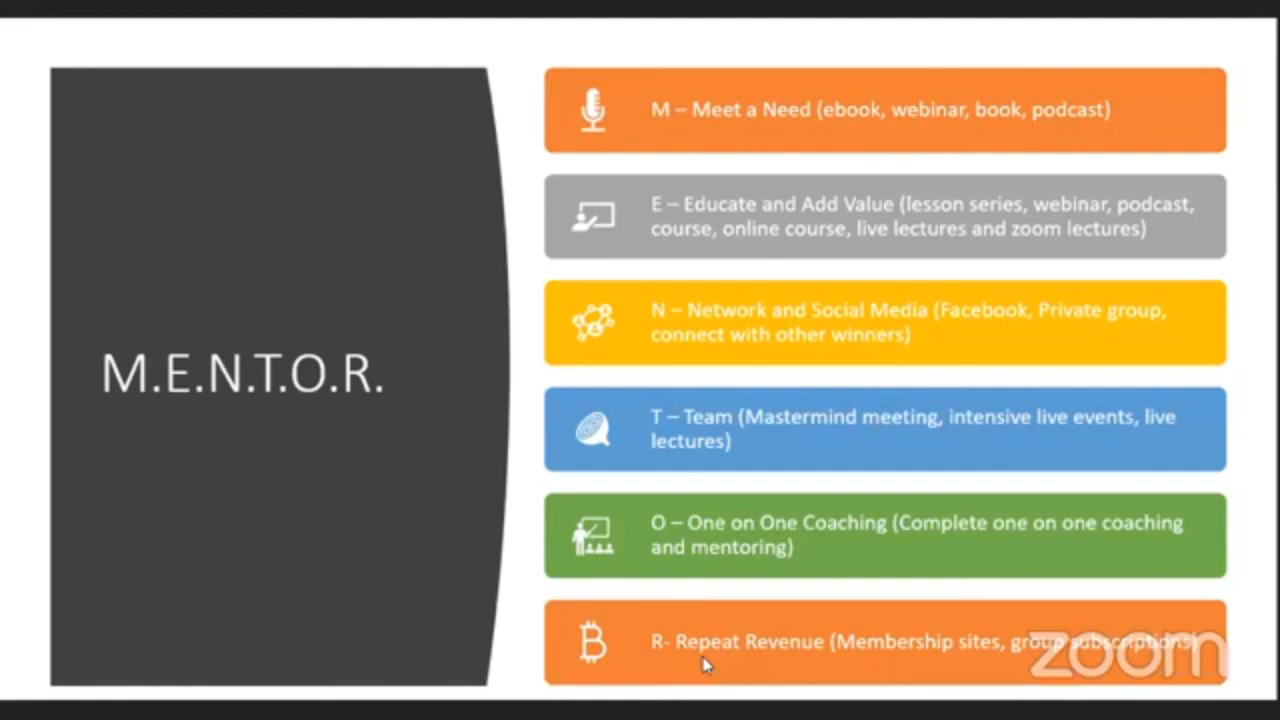 M.E.N.T.O.R.
M – Meet a Need (ebook, webinar, book, podcast)
E – Educate and Add Value (lesson series, webinar, podcast,
course, online course, live lectures and zoom lectures)
N – Network and Social Media (Facebook, Private group,
connect with other winners)
T – Team (Mastermind meeting, intensive live events, live
lectures)
O – One on One Coaching (Complete one on one coaching
and mentoring)
R- Repeat Revenue (Membership sites, group subscriptions)
zoom